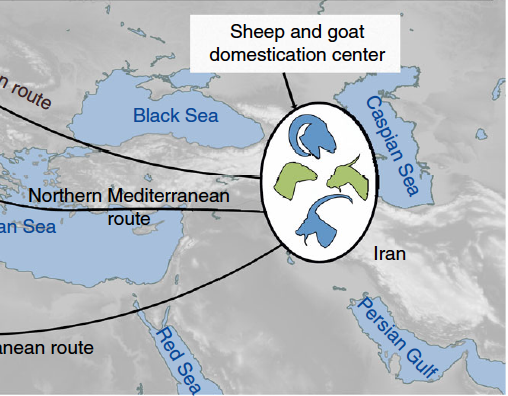 Sheep and goat
domestication center
n route
Black Sea
Caspian Sea
Northern Mediterranean
route
an Sea
Iran
Persian Gulf
anean route
Red Sea